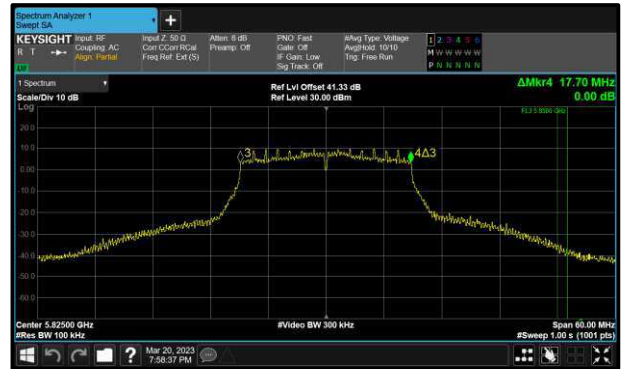 Spectrum Analyzer 1
Swept SA
+
KEYSIGHT
R T
Input: RF
Coupling: AC
Align: Partial
Input Z: 50 Ω
Corr CCorr RCal
Freq Ref: Ext (S)
Atten: 6 dB
Preamp: Off
PNO: Fast
Gate: Off
IF Gain: Low
Sig Track: Off
#Avg Type: Voltage
Avg|Hold: 10/10
Trig: Free Run
1 2 3 4 5 6
M W W W W W
P N N N N N
1 Spectrum
Scale/Div 10 dB
Log
Ref Lvl Offset 41.33 dB
Ref Level 30.00 dBm
ΔMkr4 17.70 MHz
0.00 dB
20.0
10.0
0.00
-10.0
-20.0
-30.0
-40.0
-50.0
-60.0
3
4Δ3
Center 5.82500 GHz
#Res BW 100 kHz
#Video BW 300 kHz
Span 60.00 MHz
#Sweep 1.00 s (1001 pts)
?
Mar 20, 2023
7:58:37 PM